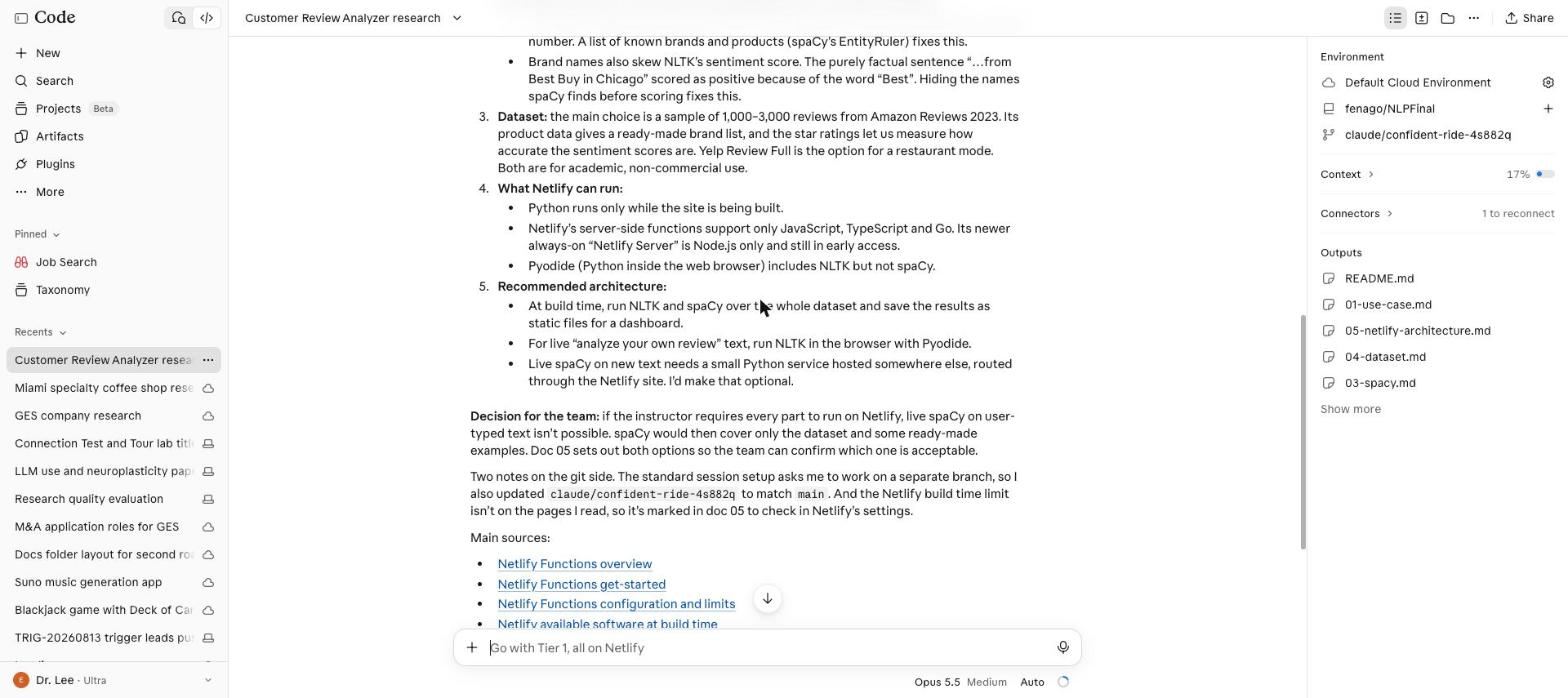 Code
New
Search
Projects Beta
Artifacts
Plugins
More
Pinned
Job Search
Taxonomy
Recents
Customer Review Analyzer resea
Miami specialty coffee shop rese
GES company research
Connection Test and Tour lab titl
LLM use and neuroplasticity pap
Research quality evaluation
M&A application roles for GES
Docs folder layout for second ro
Suno music generation app
Blackjack game with Deck of Car
TRIG-20260813 trigger leads pu
E Dr. Lee · Ultra
Customer Review Analyzer research
Share
number. A list of known brands and products (spaCy's EntityRuler) fixes this.
• Brand names also skew NLTK's sentiment score. The purely factual sentence “…from
Best Buy in Chicago” scored as positive because of the word “Best”. Hiding the names
spaCy finds before scoring fixes this.
3. Dataset: the main choice is a sample of 1,000–3,000 reviews from Amazon Reviews 2023. Its
product data gives a ready-made brand list, and the star ratings let us measure how
accurate the sentiment scores are. Yelp Review Full is the option for a restaurant mode.
Both are for academic, non-commercial use.
4. What Netlify can run:
• Python runs only while the site is being built.
• Netlify's server-side functions support only JavaScript, TypeScript and Go. Its newer
always-on “Netlify Server” is Node.js only and still in early access.
• Pyodide (Python inside the web browser) includes NLTK but not spaCy.
5. Recommended architecture:
• At build time, run NLTK and spaCy over the whole dataset and save the results as
static files for a dashboard.
• For live “analyze your own review” text, run NLTK in the browser with Pyodide.
• Live spaCy on new text needs a small Python service hosted somewhere else, routed
through the Netlify site. I'd make that optional.
Decision for the team: if the instructor requires every part to run on Netlify, live spaCy on user-
typed text isn't possible. spaCy would then cover only the dataset and some ready-made
examples. Doc 05 sets out both options so the team can confirm which one is acceptable.
Two notes on the git side. The standard session setup asks me to work on a separate branch, so I
also updated claude/confident-ride-4s882q to match main. And the Netlify build time limit
isn't on the pages I read, so it's marked in doc 05 to check in Netlify's settings.
Main sources:
• Netlify Functions overview
• Netlify Functions get-started
• Netlify Functions configuration and limits
• Netlify available software at build time
Go with Tier 1, all on Netlify
Opus 5.5 Medium Auto
Environment
Default Cloud Environment
fenago/NLPFinal
claude/confident-ride-4s882q
Context 17%
Connectors 1 to reconnect
Outputs
README.md
01-use-case.md
05-netlify-architecture.md
04-dataset.md
03-spacy.md
Show more